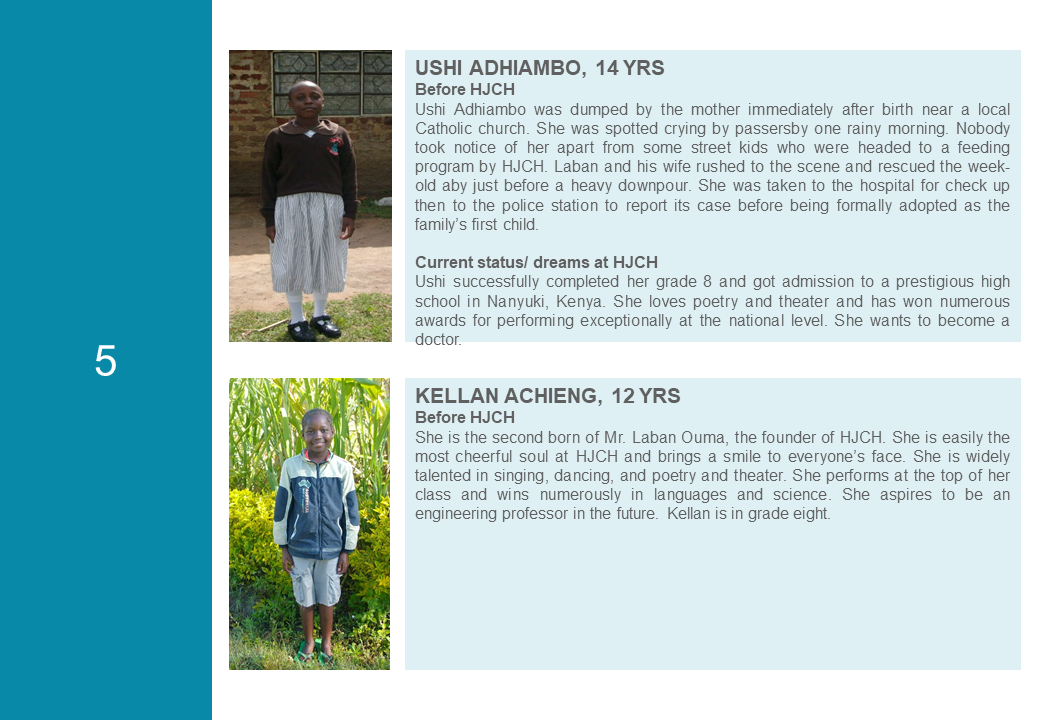 5
USHI ADHIAMBO, 14 YRS
Before HJCH
Ushi Adhiambo was dumped by the mother immediately after birth near a local
Catholic church. She was spotted crying by passersby one rainy morning. Nobody
took notice of her apart from some street kids who were headed to a feeding
program by HJCH. Laban and his wife rushed to the scene and rescued the week-
old aby just before a heavy downpour. She was taken to the hospital for check up
then to the police station to report its case before being formally adopted as the
family’s first child.
Current status/ dreams at HJCH
Ushi successfully completed her grade 8 and got admission to a prestigious high
school in Nanyuki, Kenya. She loves poetry and theater and has won numerous
awards for performing exceptionally at the national level. She wants to become a
doctor.
KELLAN ACHIENG, 12 YRS
Before HJCH
She is the second born of Mr. Laban Ouma, the founder of HJCH. She is easily the
most cheerful soul at HJCH and brings a smile to everyone’s face. She is widely
talented in singing, dancing, and poetry and theater. She performs at the top of her
class and wins numerously in languages and science. She aspires to be an
engineering professor in the future. Kellan is in grade eight.